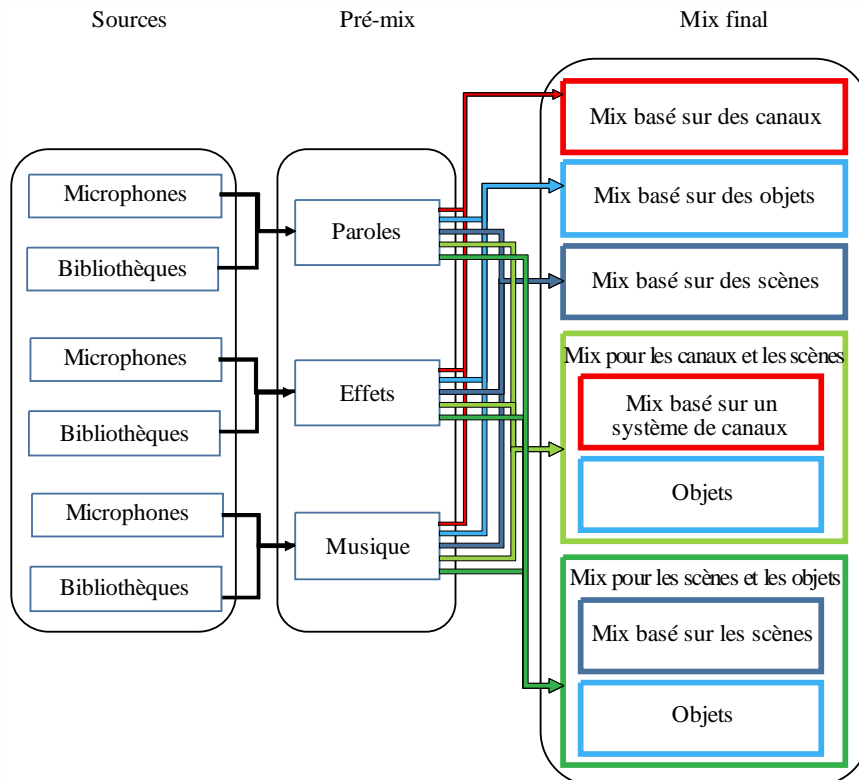 Sources
Pré-mix
Mix final
Microphones
Bibliothèques
Microphones
Bibliothèques
Microphones
Bibliothèques
Paroles
Effets
Musique
Mix basé sur des canaux
Mix basé sur des objets
Mix basé sur des scènes
Mix pour les canaux et les scènes
Mix basé sur un
système de canaux
Objets
Mix pour les scènes et les objets
Mix basé sur les scènes
Objets